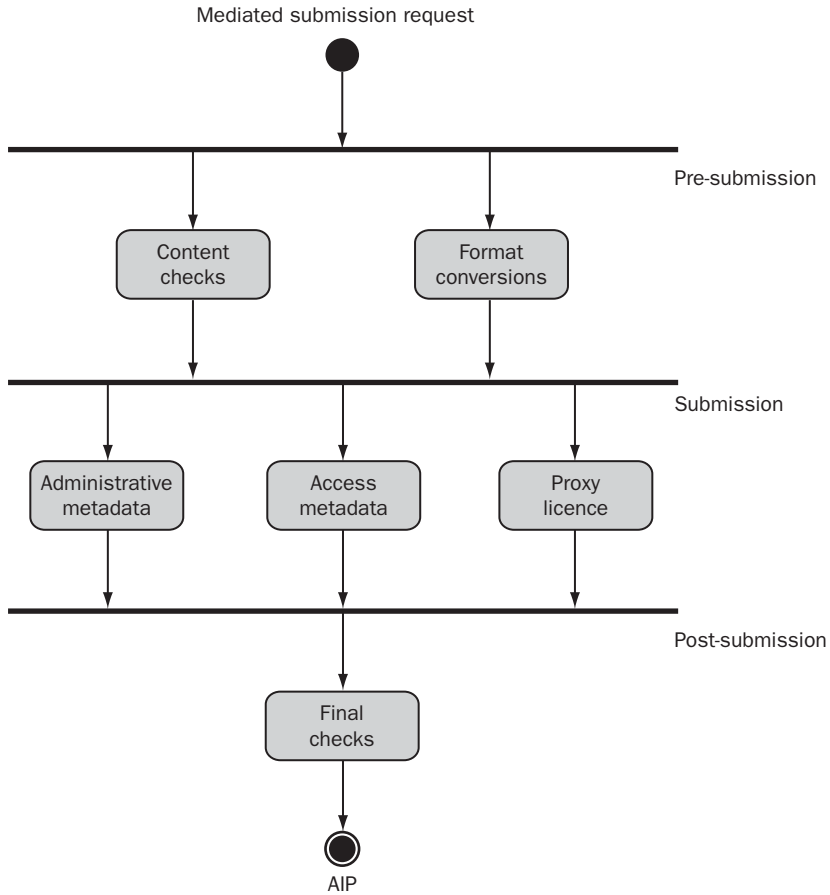 Mediated submission request
Pre-submission
Content
checks
Format
conversions
Submission
Administrative
metadata
Access
metadata
Proxy
licence
Post-submission
Final
checks
AIP